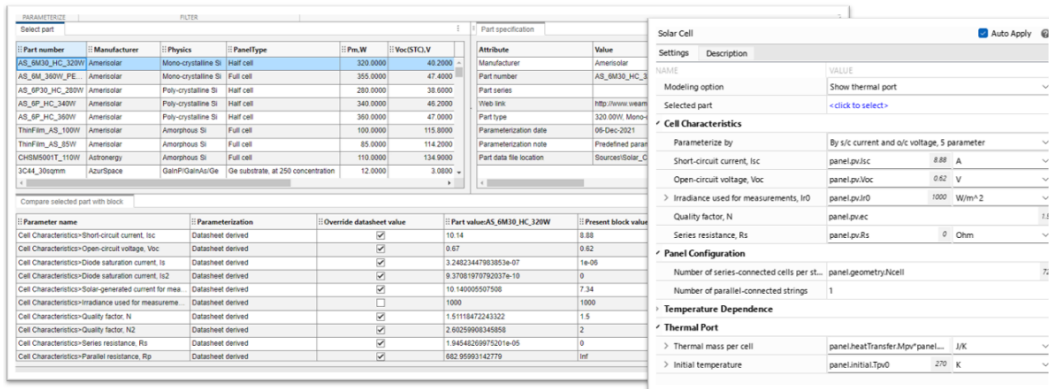 PARAMETERIZE FILTER
Select part
Part number Manufacturer Physics PanelType Pm,W Voc(STC),V
AS_6M30_HC_320W Amerisolar Mono-crystalline Si Half cell 320.0000 40.2000
AS_6M_360W_PE... Amerisolar Mono-crystalline Si Full cell 355.0000 47.4000
AS_6P30_HC_280W Amerisolar Poly-crystalline Si Half cell 280.0000 38.6000
AS_6P_HC_340W Amerisolar Poly-crystalline Si Half cell 340.0000 46.2000
AS_6P_HC_360W Amerisolar Poly-crystalline Si Half cell 360.0000 47.0000
ThinFilm_AS_100W Amerisolar Amorphous Si Full cell 100.0000 115.8000
ThinFilm_AS_85W Amerisolar Amorphous Si Full cell 85.0000 114.2000
CHSM5001T_110W Astronergy Amorphous Si Full cell 110.0000 134.9000
3C44_30sqmm AzurSpace GaInP\GaInAs/Ge Ge substrate, at 250 concentration 12.0000 3.0800
Part specification
Attribute Value
Manufacturer Amerisolar
Part number AS_6M30_HC_3
Part series
Web link http://www.weam
Part type 320.00W, Mono-c
Parameterization date 06-Dec-2021
Parameterization note Predefined param
Part data file location Sources\Solar_C
Compare selected part with block
Parameter name Parameterization Override datasheet value Part value:AS_6M30_HC_320W Present block value
Cell Characteristics>Short-circuit current, Isc Datasheet derived 10.14 8.88
Cell Characteristics>Open-circuit voltage, Voc Datasheet derived 0.67 0.62
Cell Characteristics>Diode saturation current, Is Datasheet derived 3.24823447983853e-07 1e-06
Cell Characteristics>Diode saturation current, Is2 Datasheet derived 9.37081970792037e-10 0
Cell Characteristics>Solar-generated current for mea... Datasheet derived 10.140005507508 7.34
Cell Characteristics>Irradiance used for measureme... Datasheet derived 1000 1000
Cell Characteristics>Quality factor, N Datasheet derived 1.51118472243322 1.5
Cell Characteristics>Quality factor, N2 Datasheet derived 2.60259908345858 2
Cell Characteristics>Series resistance, Rs Datasheet derived 1.94548269975201e-05 0
Cell Characteristics>Parallel resistance, Rp Datasheet derived 682.95993142779 Inf
Solar Cell Auto Apply
Settings Description
NAME VALUE
Modeling option Show thermal port
Selected part <click to select>
Cell Characteristics
Parameterize by By s/c current and o/c voltage, 5 parameter
Short-circuit current, Isc panel.pv.Isc 8.88 A
Open-circuit voltage, Voc panel.pv.Voc 0.62 V
Irradiance used for measurements, Ir0 panel.pv.Ir0 1000 W/m^2
Quality factor, N panel.pv.ec 1.5
Series resistance, Rs panel.pv.Rs 0 Ohm
Panel Configuration
Number of series-connected cells per st... panel.geometry.Ncell 72
Number of parallel-connected strings 1
Temperature Dependence
Thermal Port
Thermal mass per cell panel.heatTransfer.Mpv*panel.... J/K
Initial temperature panel.initial.Tpv0 270 K